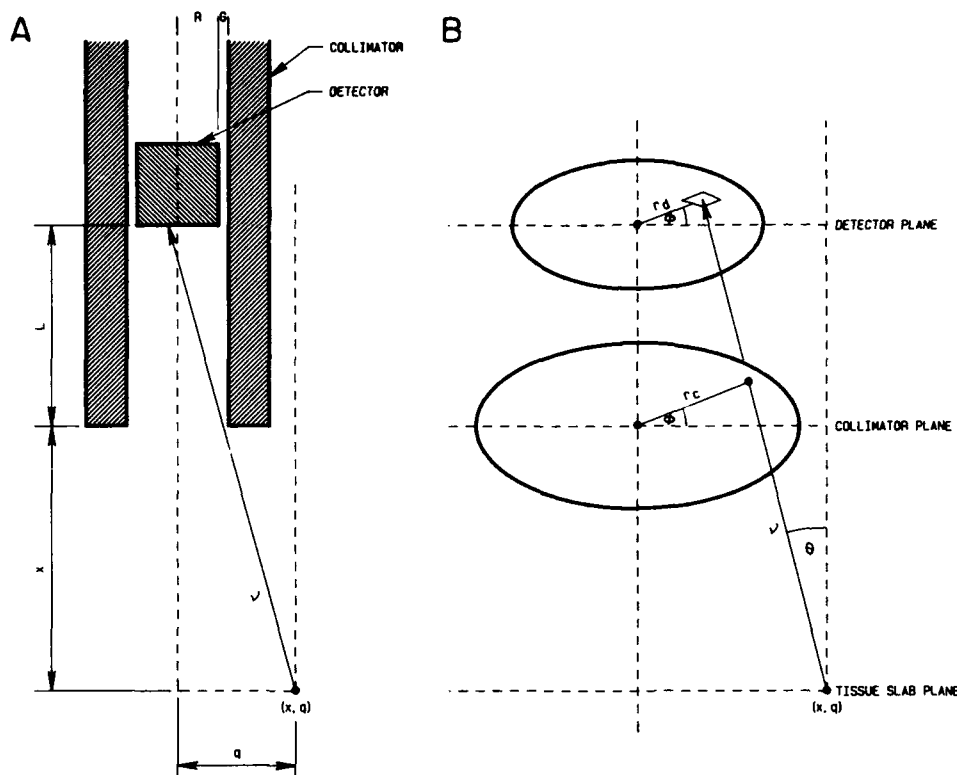 A
R
G
COLLIMATOR
DETECTOR
L
x
ν
(x, q)
q
B
rd
Φ
DETECTOR PLANE
rc
Φ
COLLIMATOR PLANE
ν
θ
TISSUE SLAB PLANE
(x, q)